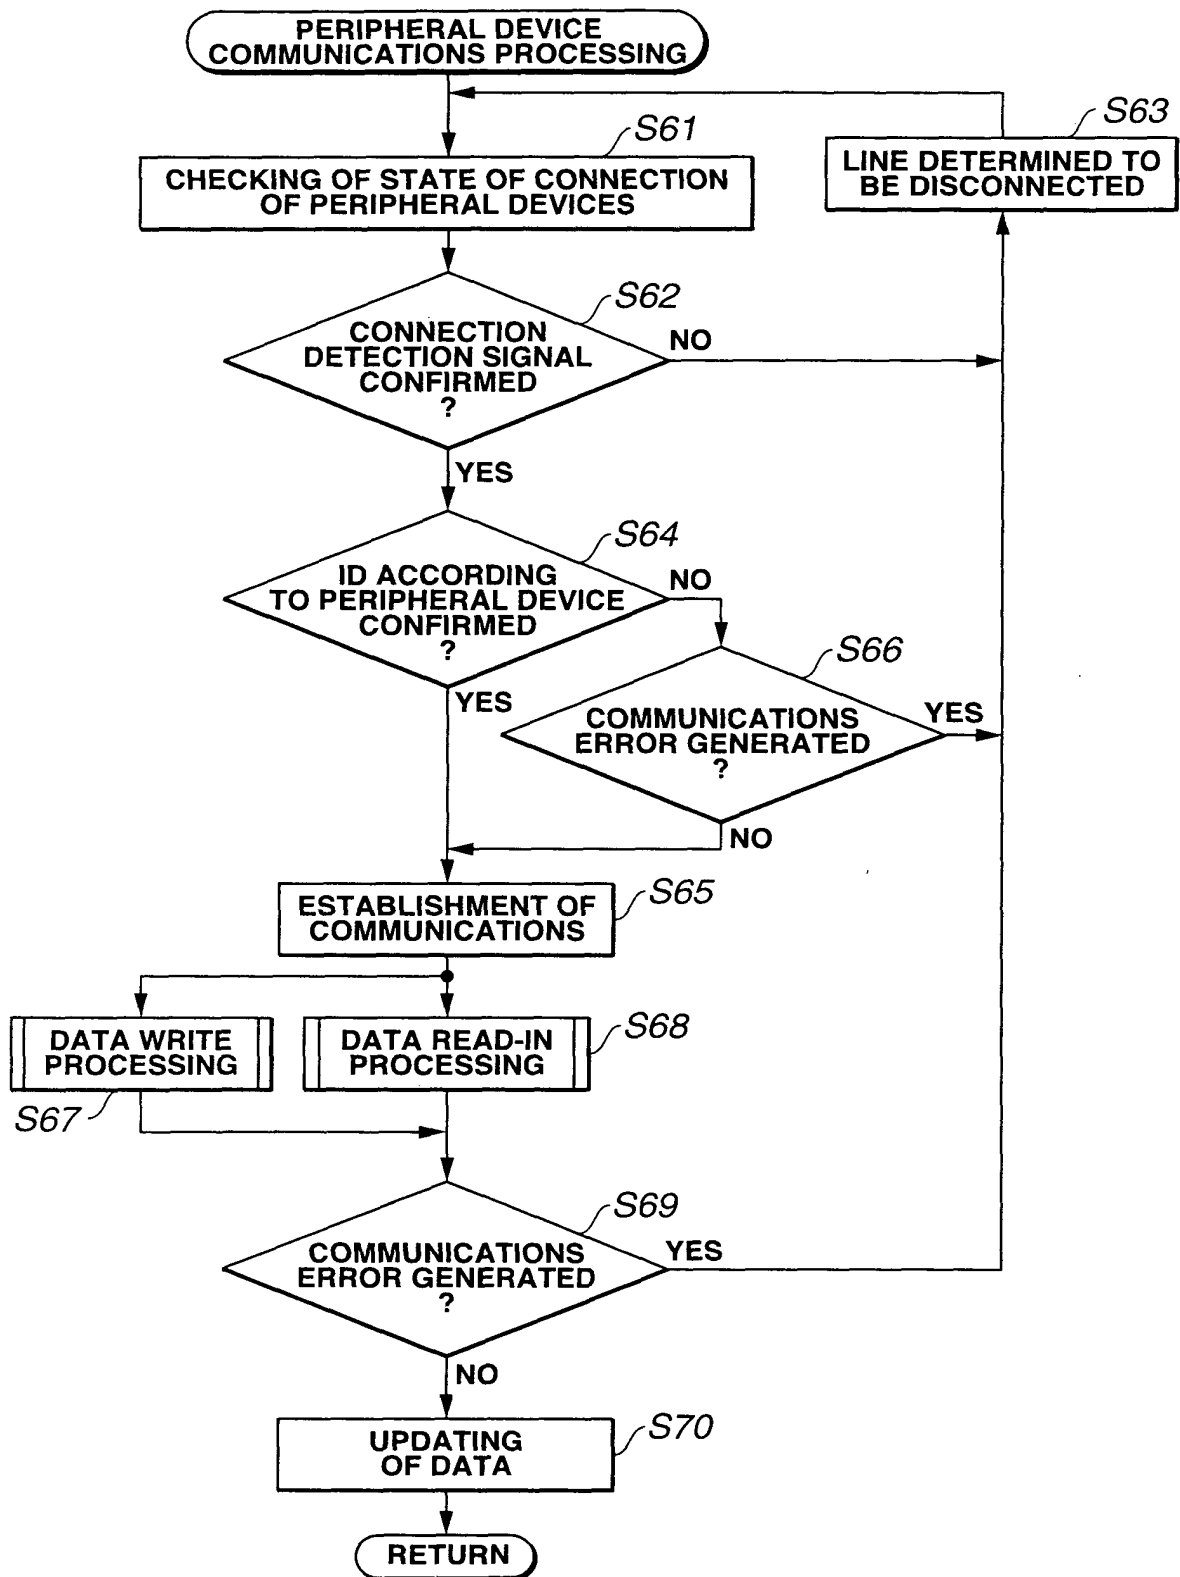 PERIPHERAL DEVICE
COMMUNICATIONS PROCESSING
S61
CHECKING OF STATE OF CONNECTION
OF PERIPHERAL DEVICES
S63
LINE DETERMINED TO
BE DISCONNECTED
S62
CONNECTION
DETECTION SIGNAL
CONFIRMED
?
NO
YES
S64
ID ACCORDING
TO PERIPHERAL DEVICE
CONFIRMED
?
NO
YES
S66
COMMUNICATIONS
ERROR GENERATED
?
YES
NO
S65
ESTABLISHMENT OF
COMMUNICATIONS
DATA WRITE
PROCESSING
S67
DATA READ-IN
PROCESSING
S68
S69
COMMUNICATIONS
ERROR GENERATED
?
YES
NO
S70
UPDATING
OF DATA
RETURN